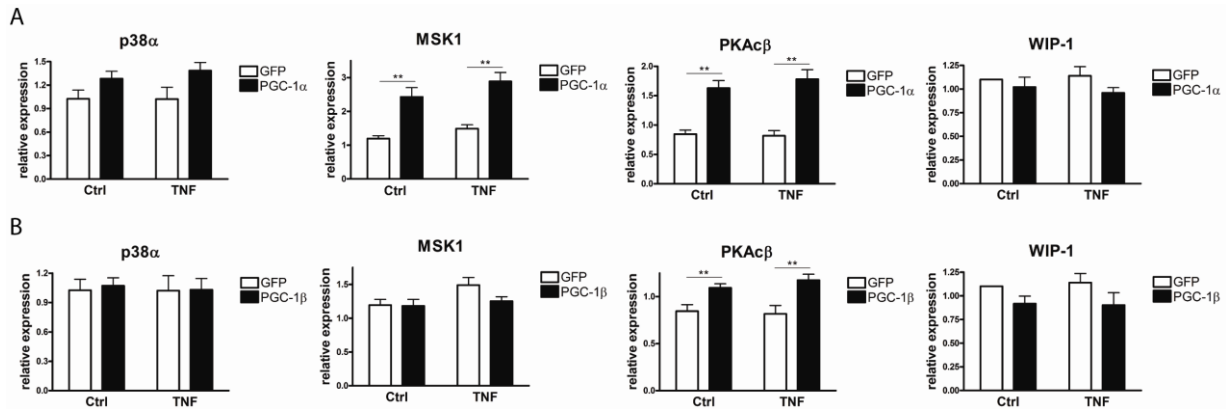 A
p38α
relative expression
1.5
1.2
0.9
0.6
0.3
0.0
Ctrl
TNF
GFP
PGC-1α
MSK1
relative expression
3
2
1
0
**
**
Ctrl
TNF
GFP
PGC-1α
PKAcβ
relative expression
2.0
1.5
1.0
0.5
0.0
**
**
Ctrl
TNF
GFP
PGC-1α
WIP-1
relative expression
1.25
1.00
0.75
0.50
0.25
0.00
Ctrl
TNF
GFP
PGC-1α
B
p38α
relative expression
1.2
0.9
0.6
0.3
0.0
Ctrl
TNF
GFP
PGC-1β
MSK1
relative expression
1.5
1.0
0.5
0.0
Ctrl
TNF
GFP
PGC-1β
PKAcβ
relative expression
1.0
0.5
0.0
**
**
Ctrl
TNF
GFP
PGC-1β
WIP-1
relative expression
1.25
1.00
0.75
0.50
0.25
0.00
Ctrl
TNF
GFP
PGC-1β